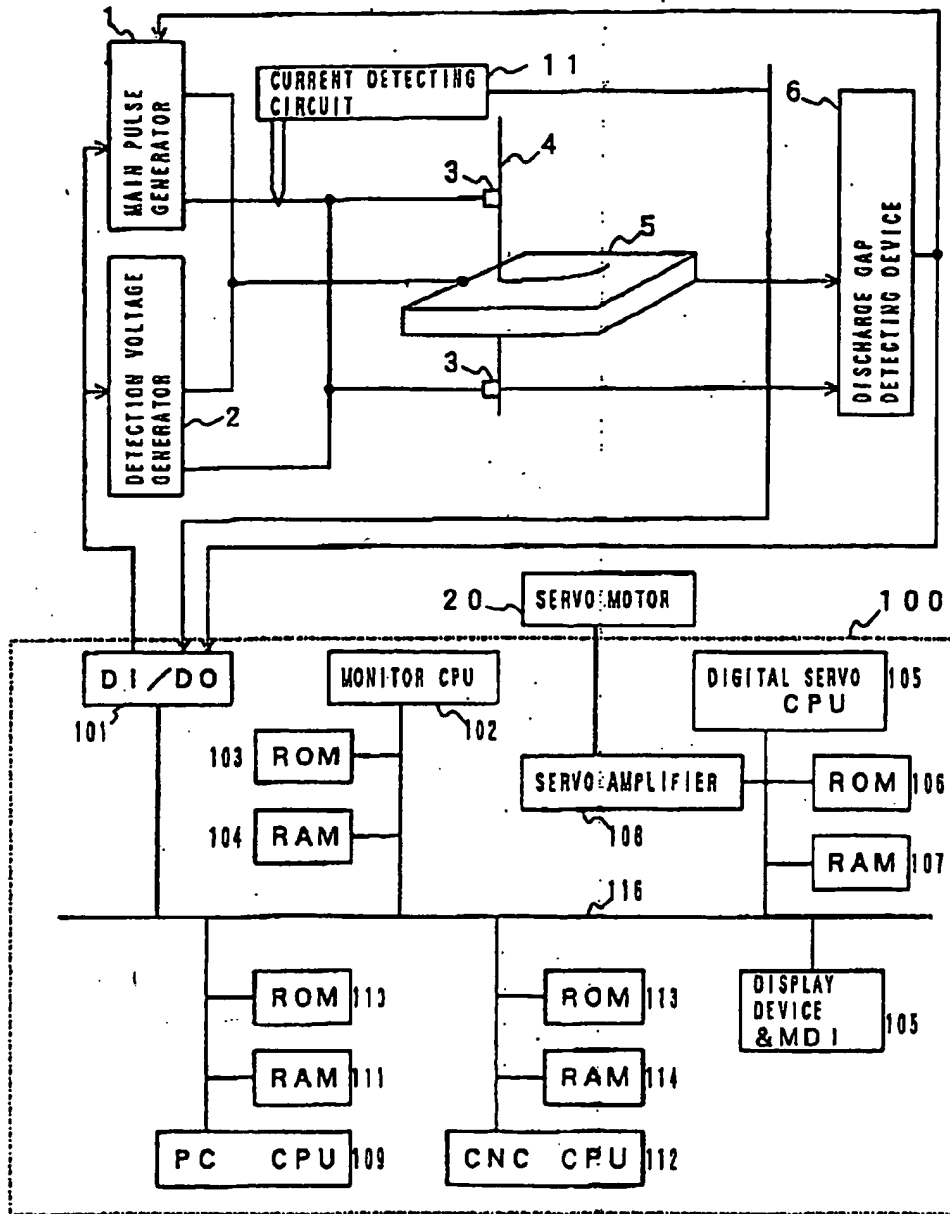 1
MAIN PULSE
GENERATOR
CURRENT DETECTING
CIRCUIT
11
4
3
5
6
DISCHARGE GAP
DETECTING DEVICE
DETECTION VOLTAGE
GENERATOR
2
3
20
SERVO MOTOR
100
DI/DO
101
MONITOR CPU
102
DIGITAL SERVO
CPU
105
103
ROM
104
RAM
SERVO AMPLIFIER
108
ROM
106
RAM
107
116
ROM
110
RAM
111
PC CPU
109
ROM
113
RAM
114
CNC CPU
112
DISPLAY
DEVICE
&MDI
105